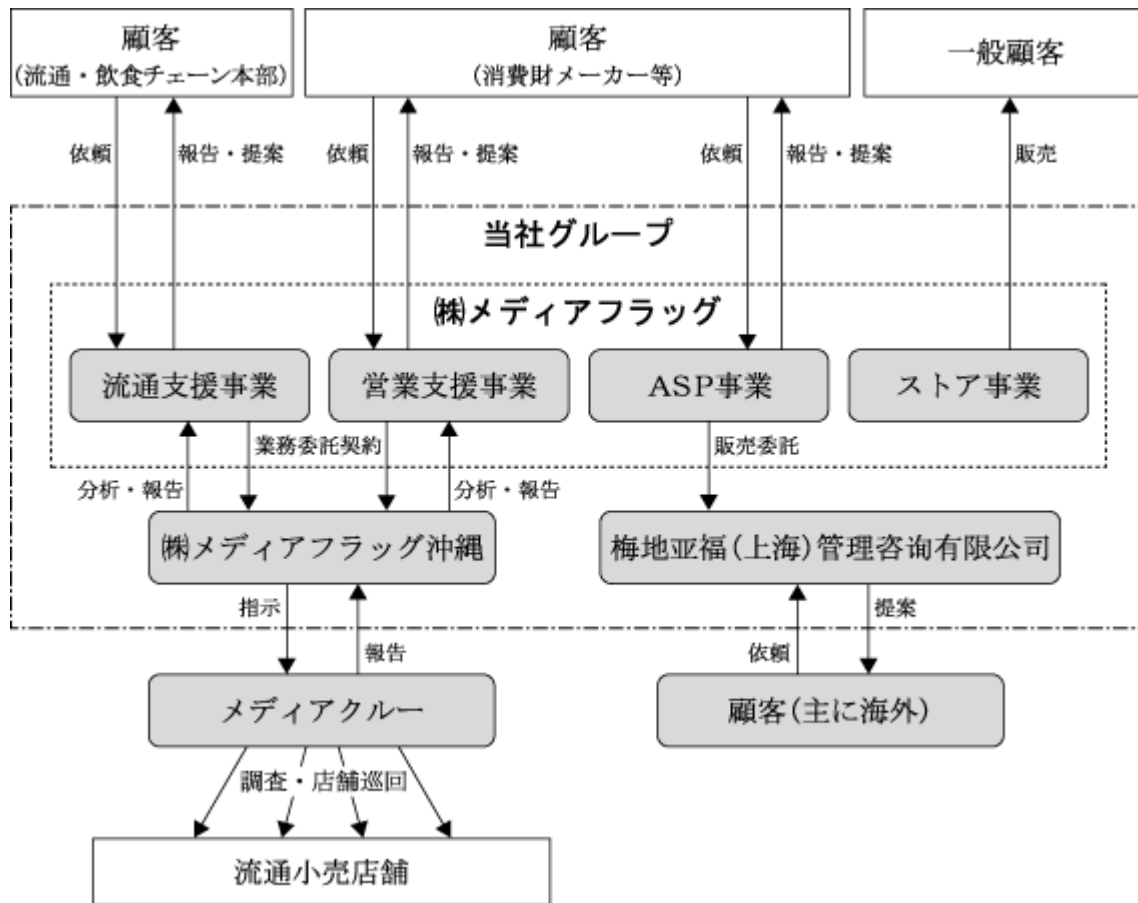 顧客
(流通・飲食チェーン本部)
顧客
(消費財メーカー等)
一般顧客
依頼
報告・提案
依頼
報告・提案
依頼
報告・提案
販売
当社グループ
㈱メディアフラッグ
流通支援事業
営業支援事業
ASP事業
ストア事業
業務委託契約
販売委託
分析・報告
分析・報告
㈱メディアフラッグ沖縄
梅地亚福(上海)管理咨询有限公司
指示
報告
依頼
提案
メディアクルー
顧客(主に海外)
調査・店舗巡回
流通小売店舗